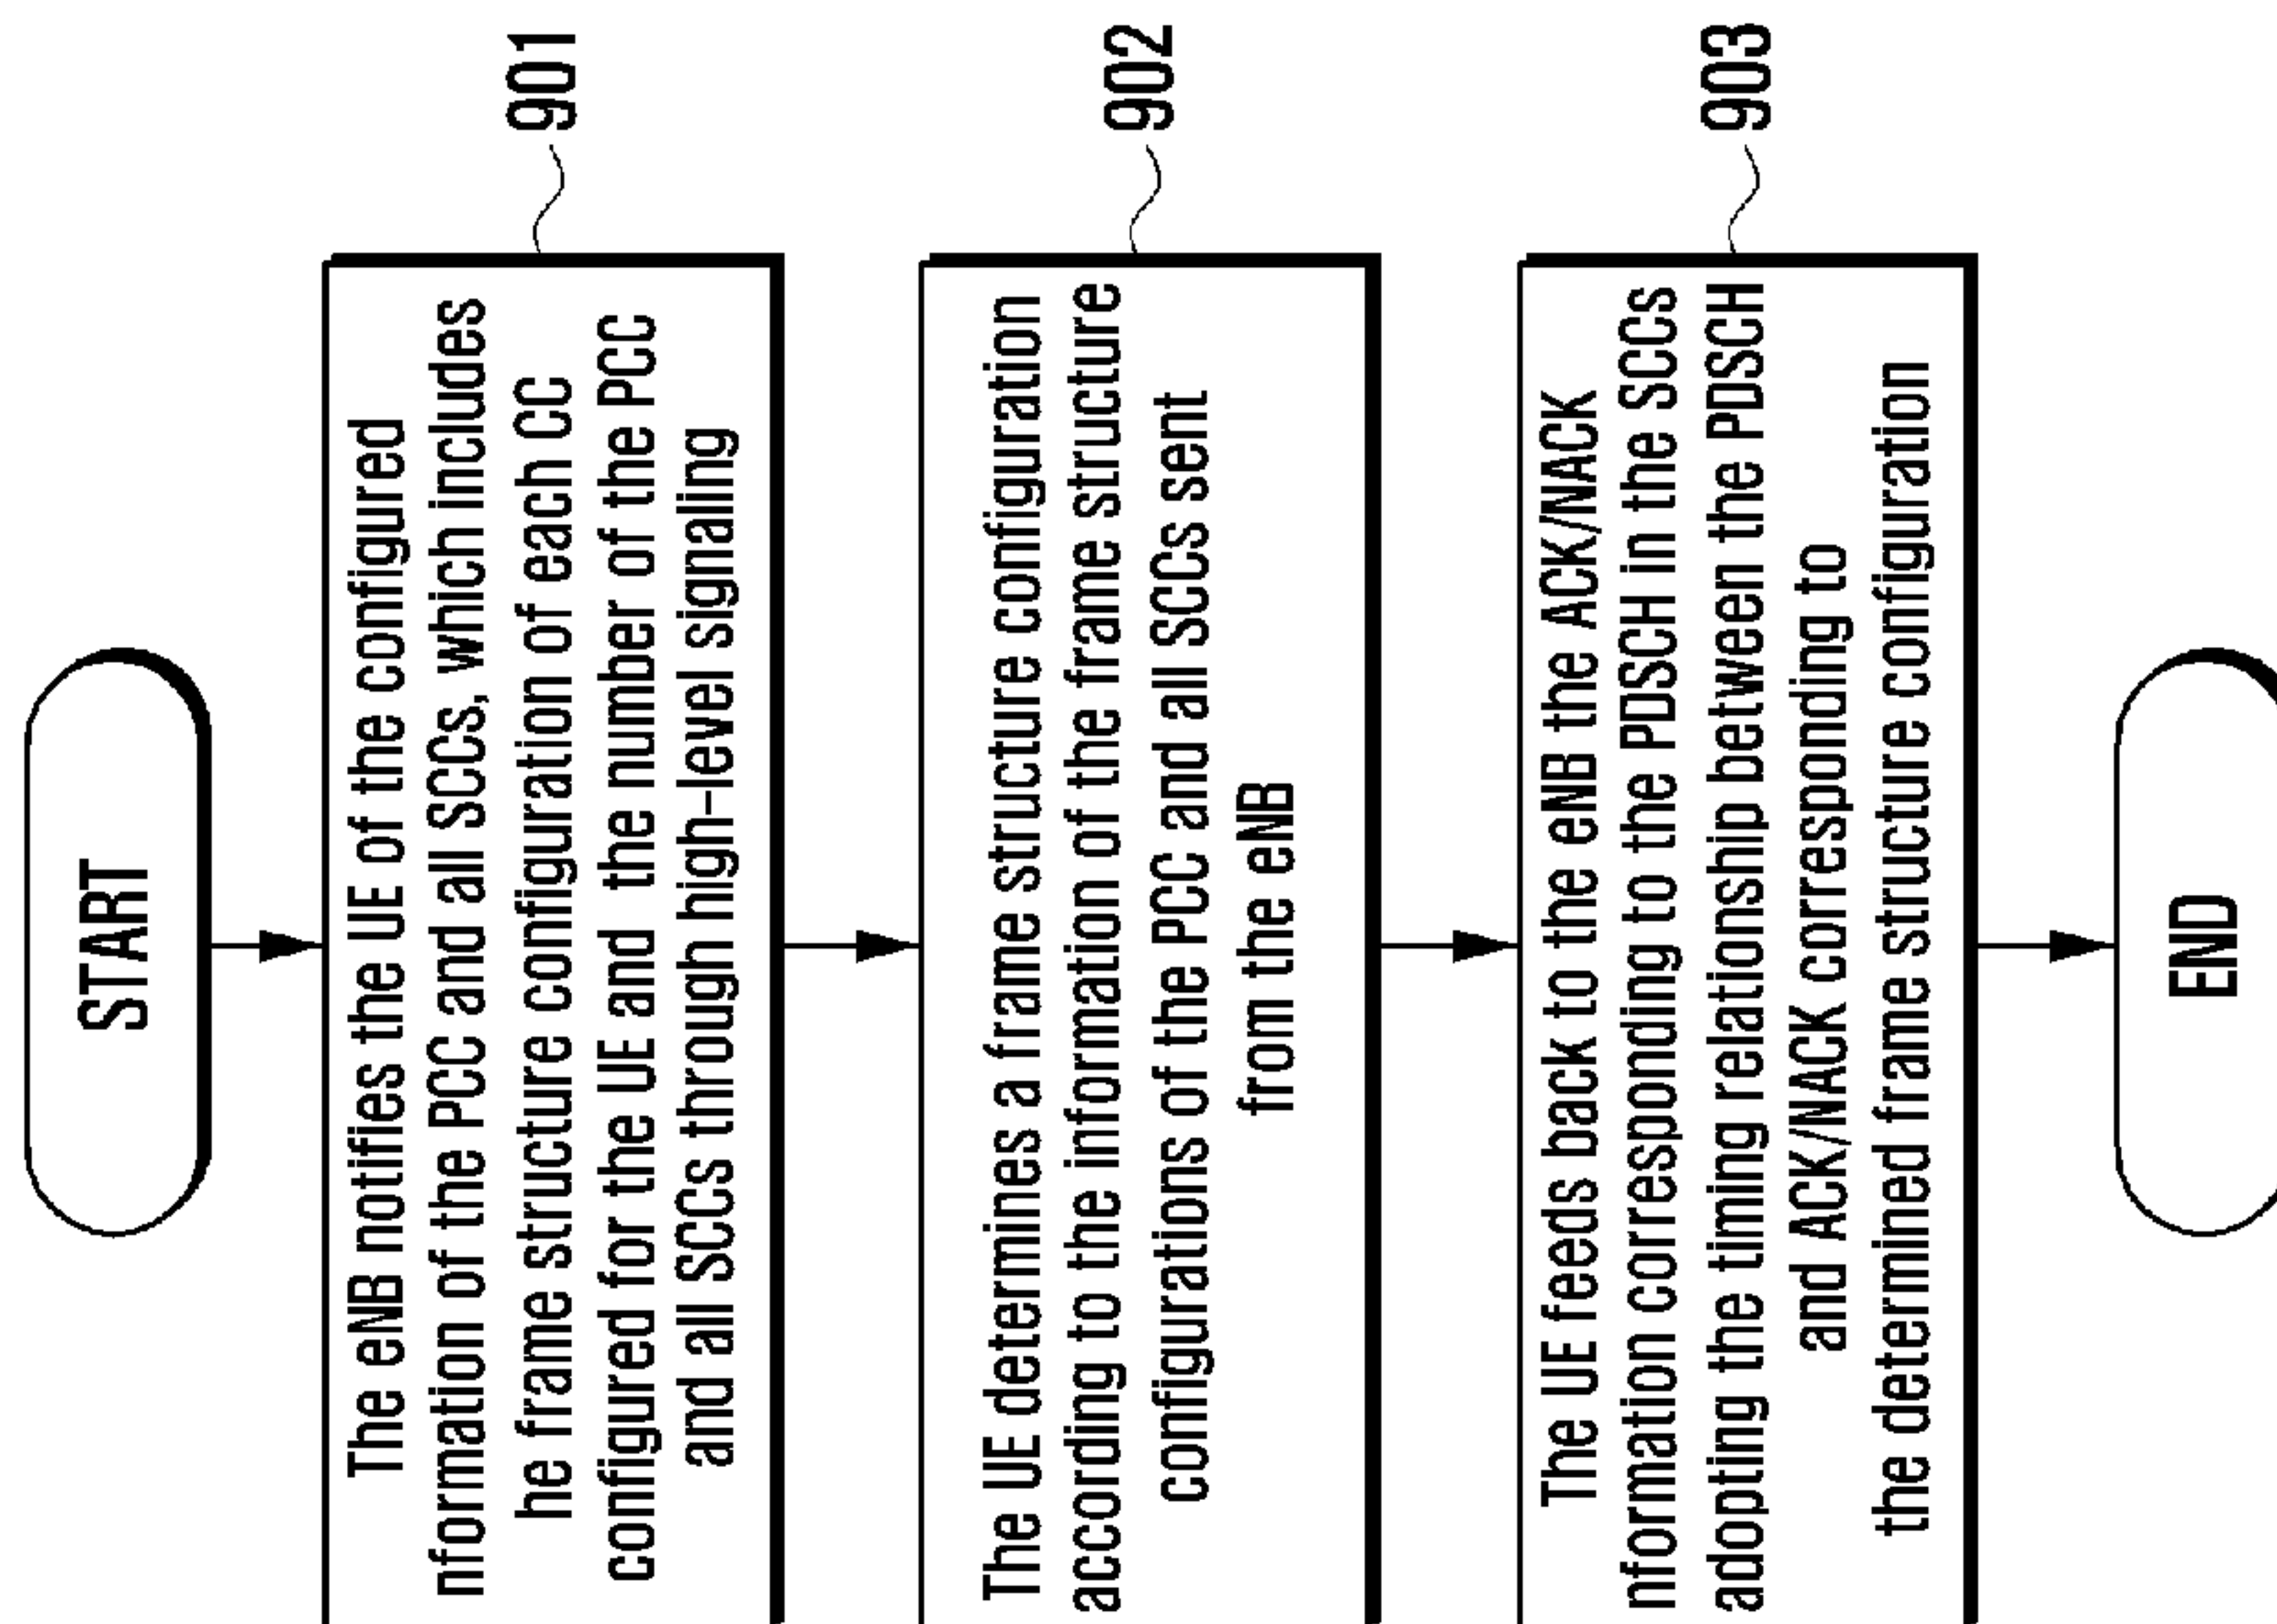 START
The eNB notifies the UE of the configured
nformation of the PCC and all SCCs, which includes
he frame structure configuration of each CC
configured for the UE and the number of the PCC
and all SCCs through high-level signaling
901
The UE determines a frame structure configuration
according to the information of the frame structure
configurations of the PCC and all SCCs sent
from the eNB
902
The UE feeds back to the eNB the ACK/NACK
nformation corresponding to the PDSCH in the SCCs
adopting the timing relationship between the PDSCH
and ACK/NACK corresponding to
the determined frame structure configuration
903
END